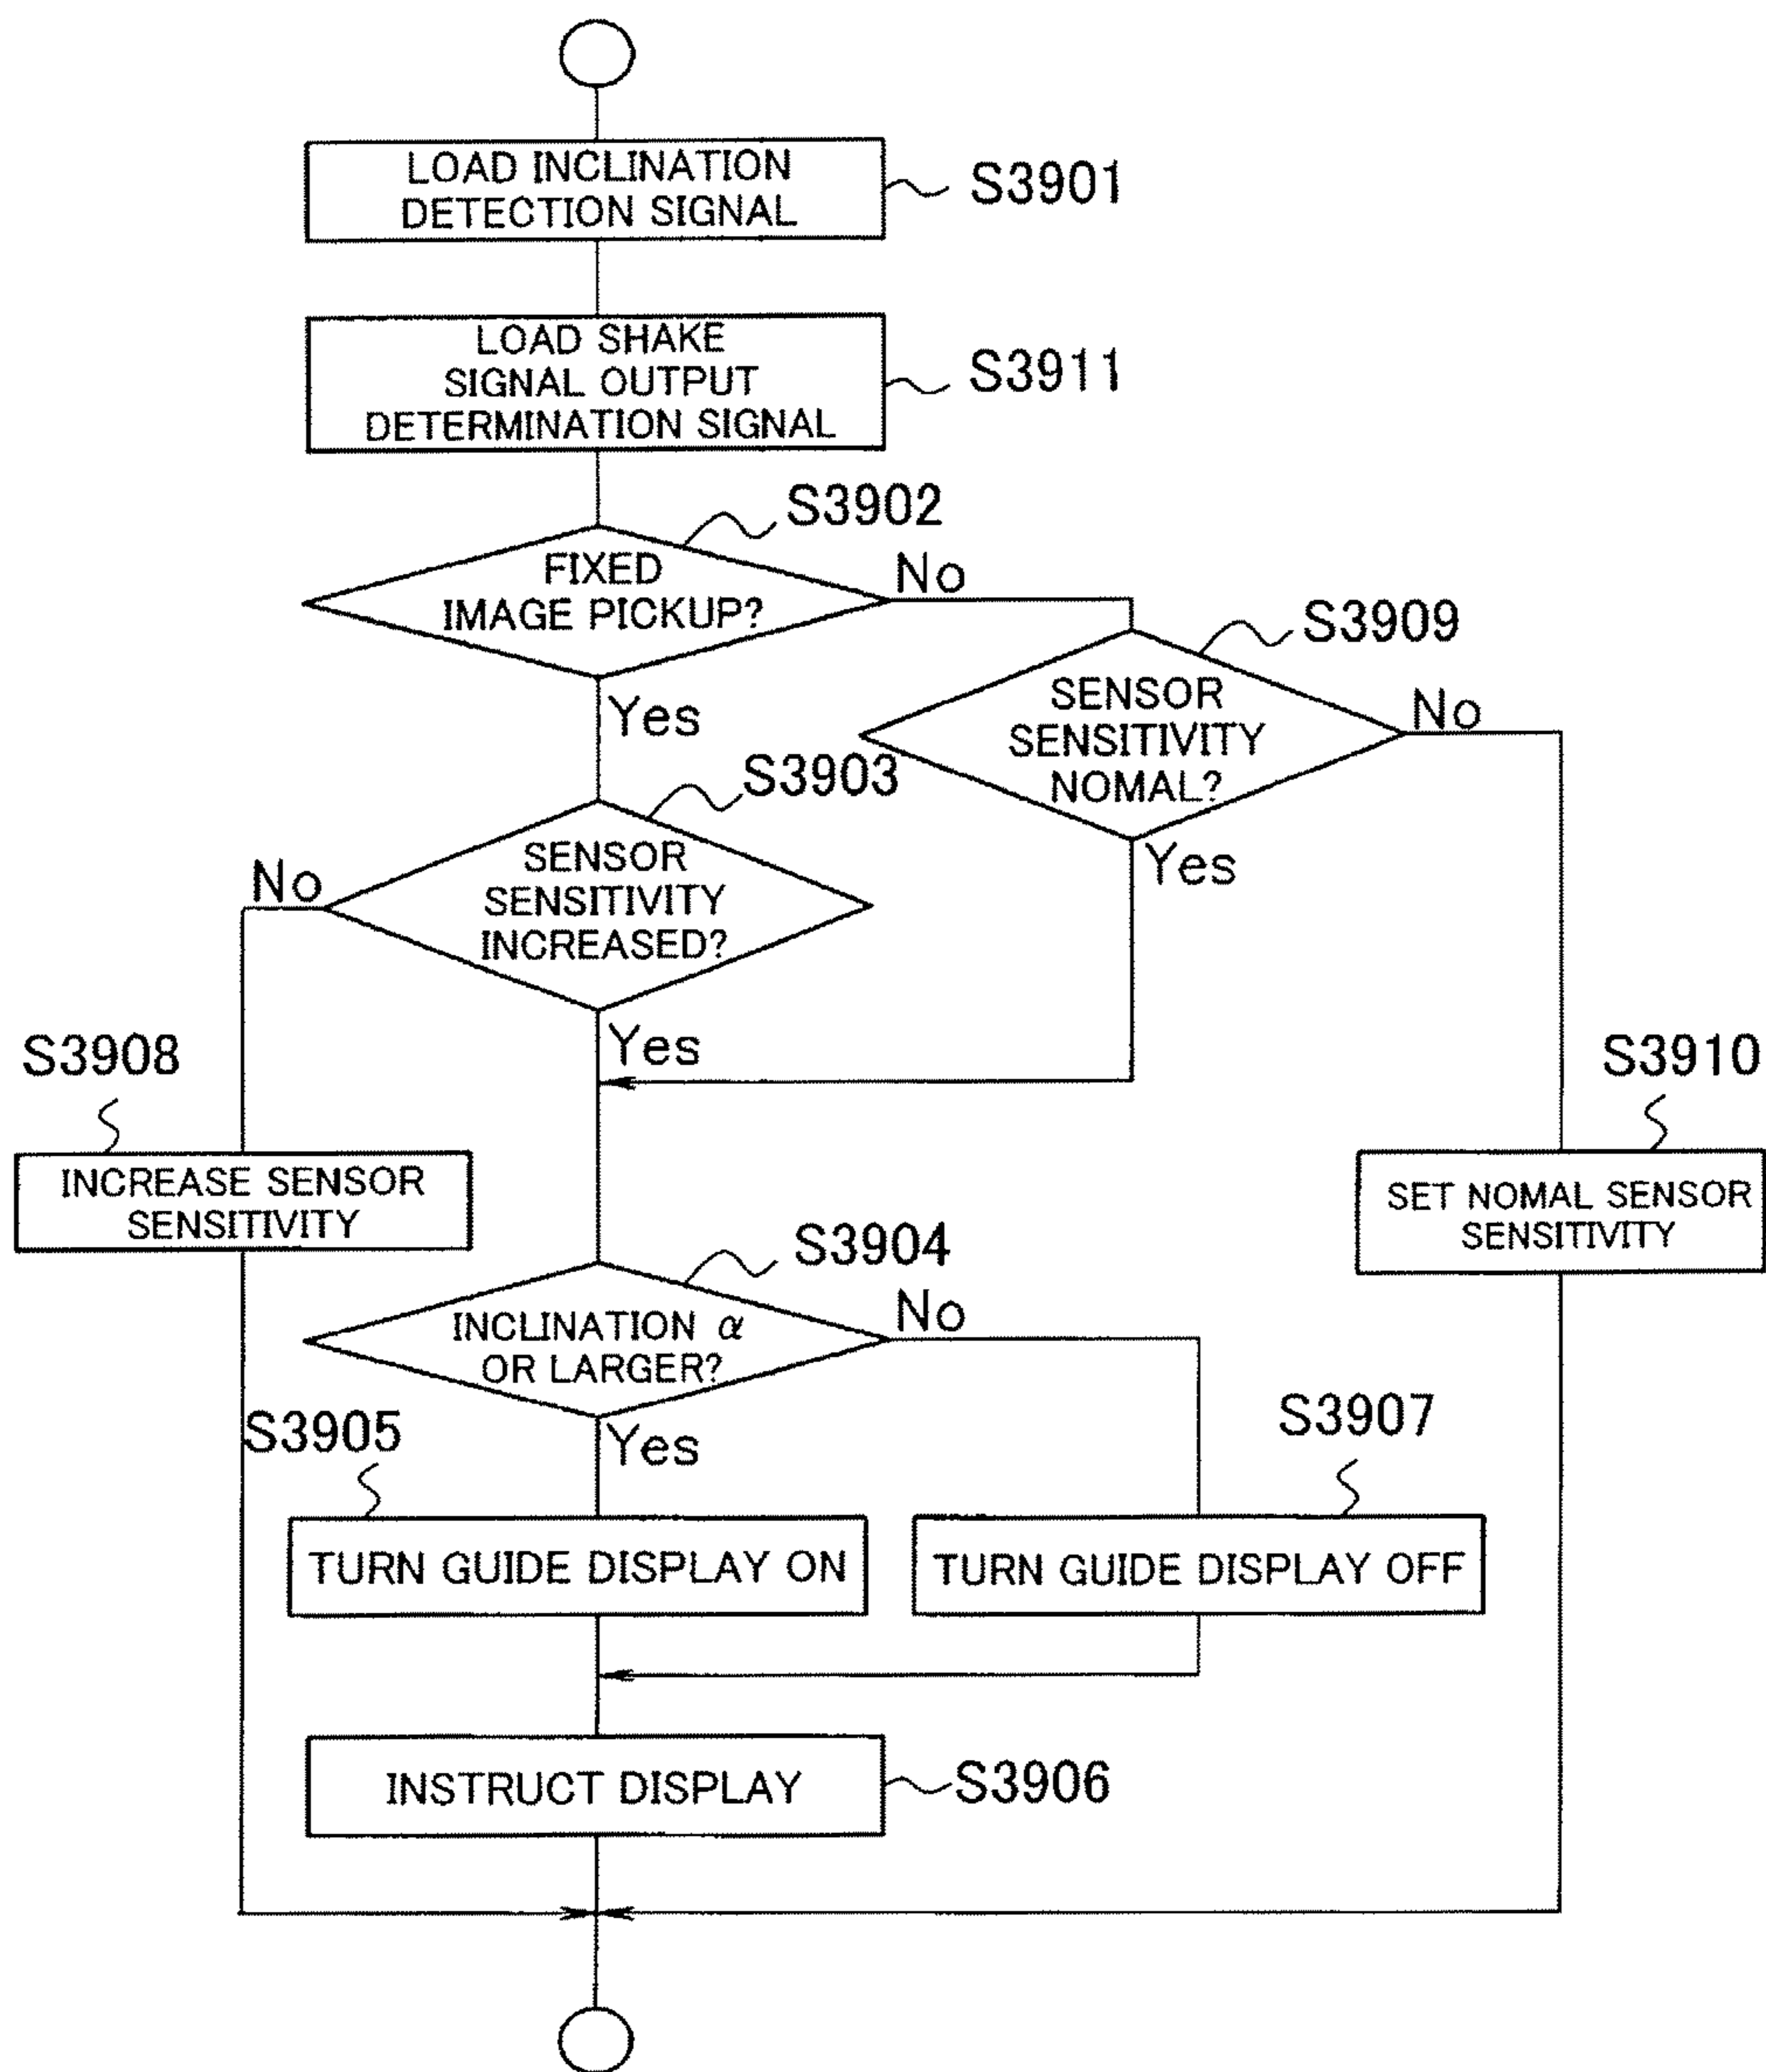 LOAD INCLINATION
DETECTION SIGNAL
S3901
LOAD SHAKE
SIGNAL OUTPUT
DETERMINATION SIGNAL
S3911
S3902
FIXED
IMAGE PICKUP?
No
Yes
S3909
SENSOR
SENSITIVITY
NOMAL?
No
Yes
S3903
SENSOR
SENSITIVITY
INCREASED?
No
Yes
S3908
INCREASE SENSOR
SENSITIVITY
S3910
SET NOMAL SENSOR
SENSITIVITY
S3904
INCLINATION α
OR LARGER?
No
Yes
S3905
TURN GUIDE DISPLAY ON
S3907
TURN GUIDE DISPLAY OFF
INSTRUCT DISPLAY
S3906